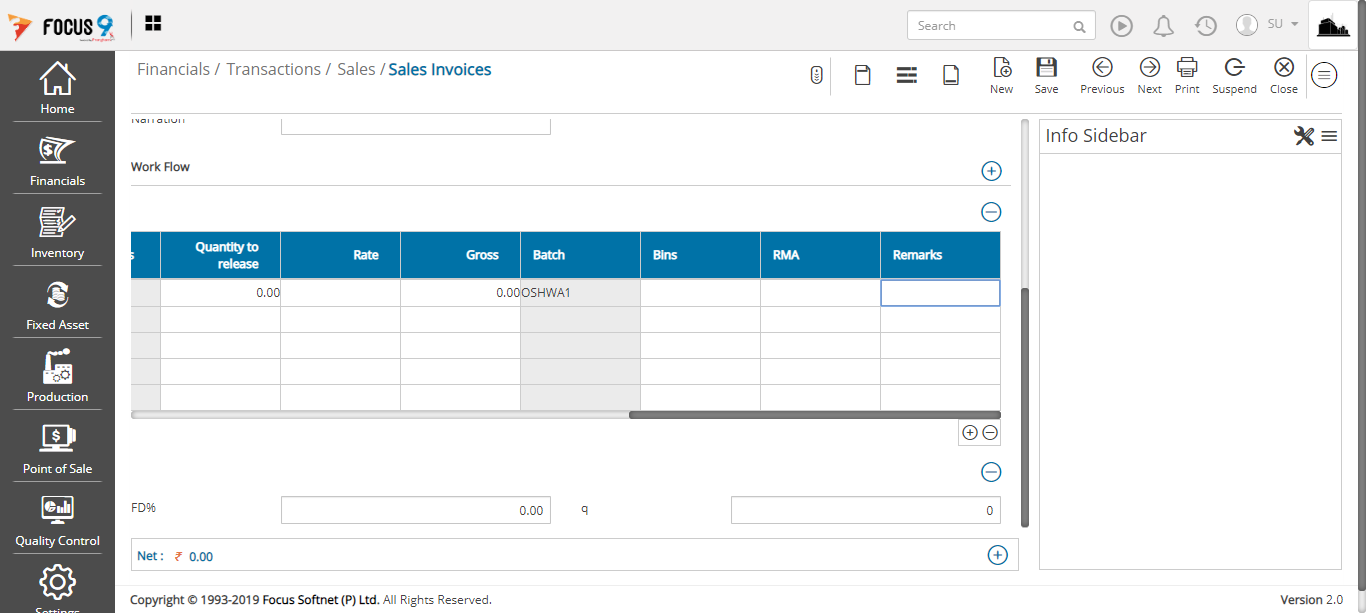 FOCUS 9
Search
SU
Home
Financials
Inventory
Fixed Asset
Production
Point of Sale
Quality Control
Settings
Financials / Transactions / Sales / Sales Invoices
New
Save
Previous
Next
Print
Suspend
Close
Narration
Info Sidebar
Work Flow
s
Quantity to
release
Rate
Gross
Batch
Bins
RMA
Remarks
0.00
0.00
OSHWA1
FD%
0.00
q
0
Net : ₹ 0.00
Copyright © 1993-2019 Focus Softnet (P) Ltd. All Rights Reserved.
Version 2.0